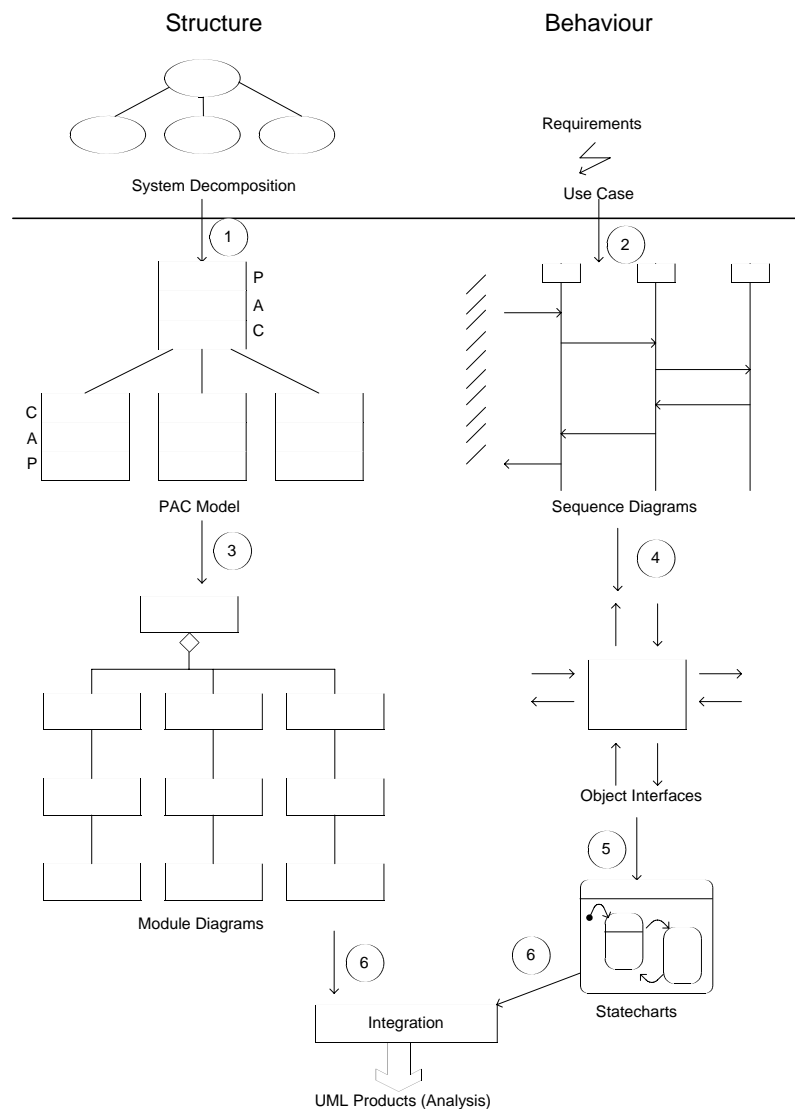 Structure
Behaviour
Requirements
System Decomposition
Use Case
1
2
P
A
C
C
A
P
PAC Model
Sequence Diagrams
3
4
Object Interfaces
5
Module Diagrams
6
6
Statecharts
Integration
UML Products (Analysis)